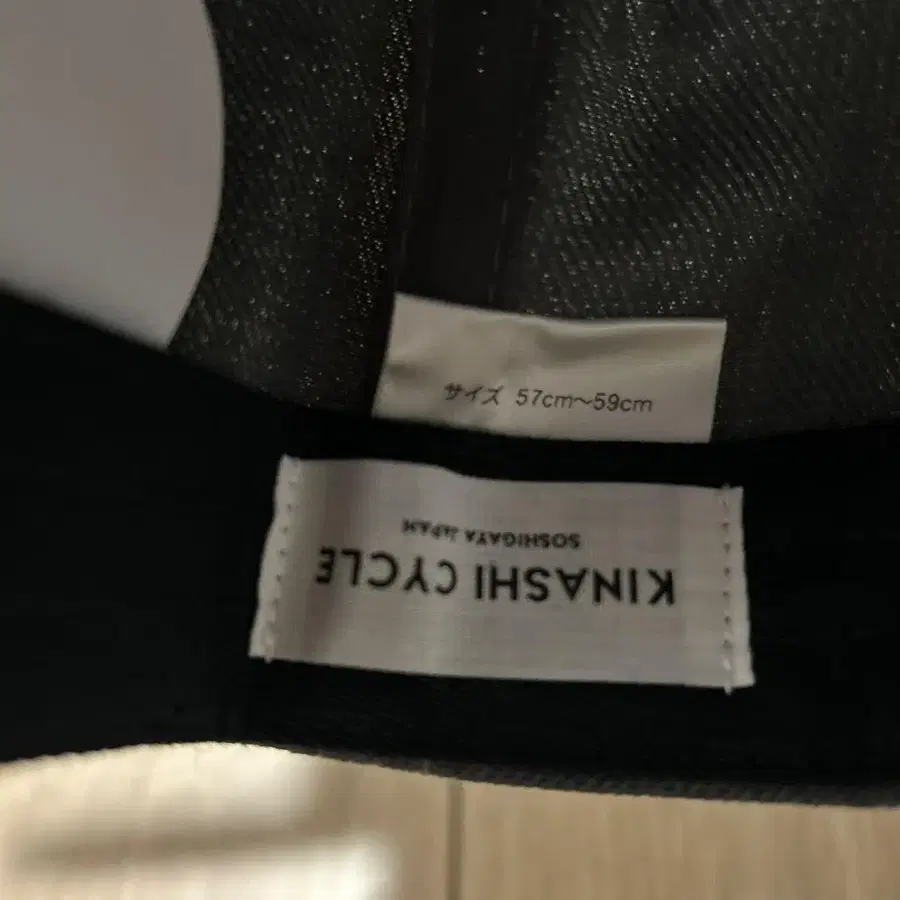 サイズ 57cm～59cm
KINASHI CYCLE
SOSHIGAYA JAPAN